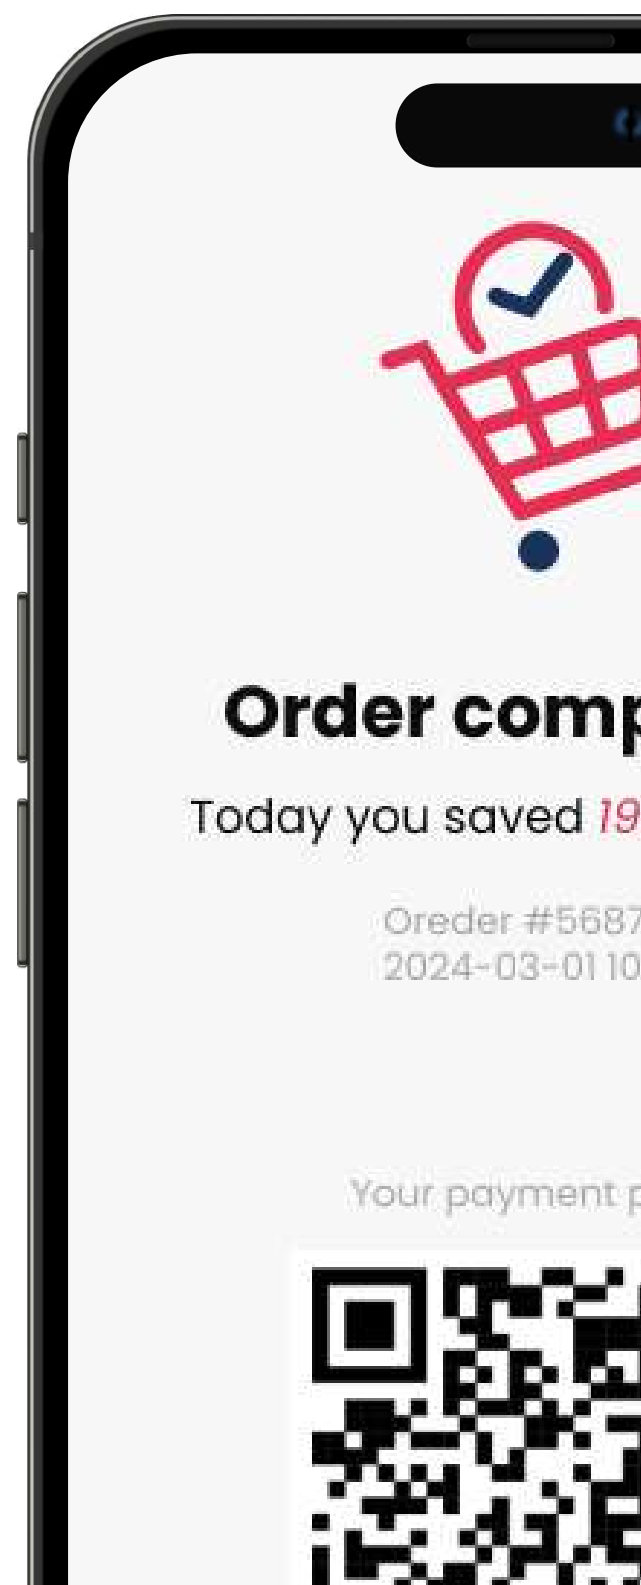 Order comp
Today you saved 19
Oreder #5687
2024-03-01 10
Your payment p